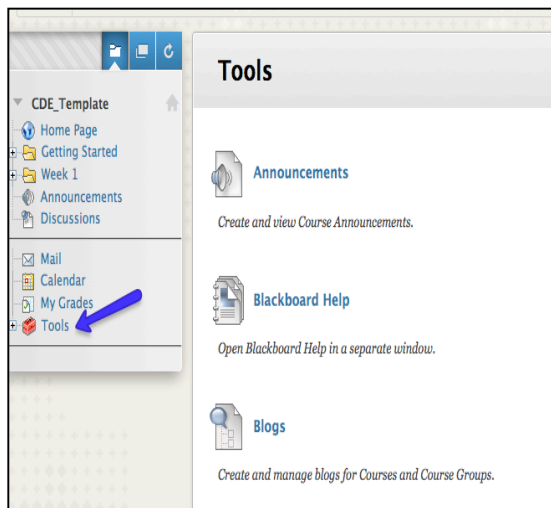 CDE_Template
Home Page
Getting Started
Week 1
Announcements
Discussions
Mail
Calendar
My Grades
Tools
Tools
Announcements
Create and view Course Announcements.
Blackboard Help
Open Blackboard Help in a separate window.
Blogs
Create and manage blogs for Courses and Course Groups.